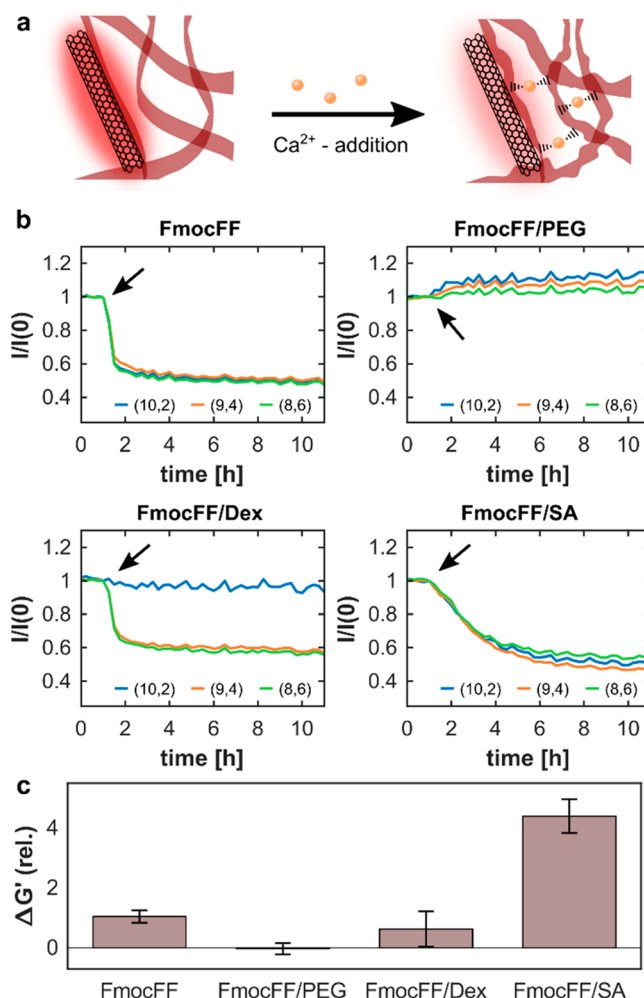 a
Ca2+ - addition
b
FmocFF
FmocFF/PEG
1.2
1
0.8
0.6
0.4
I/I(0)
(10,2) (9,4) (8,6)
0 2 4 6 8 10
time [h]
1.2
1
0.8
0.6
0.4
I/I(0)
(10,2) (9,4) (8,6)
0 2 4 6 8 10
time [h]
FmocFF/Dex
FmocFF/SA
1.2
1
0.8
0.6
0.4
I/I(0)
(10,2) (9,4) (8,6)
0 2 4 6 8 10
time [h]
1.2
1
0.8
0.6
0.4
I/I(0)
(10,2) (9,4) (8,6)
0 2 4 6 8 10
time [h]
c
4
2
0
ΔG' (rel.)
FmocFF FmocFF/PEG FmocFF/Dex FmocFF/SA